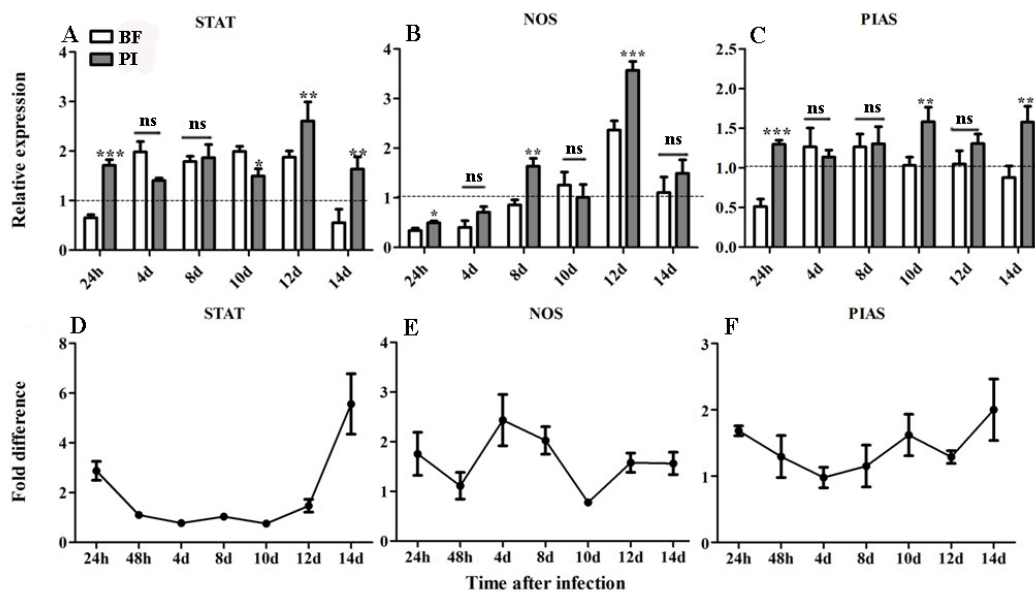 STAT
NOS
PIAS
A
BF
PI
B
C
Relative expression
4
3
2
1
0
***
ns
ns
*
**
**
24h
4d
8d
10d
12d
14d
4
3
2
1
0
*
ns
**
ns
***
ns
24h
4d
8d
10d
12d
14d
2.5
2.0
1.5
1.0
0.5
0.0
***
ns
ns
**
ns
**
24h
4d
8d
10d
12d
14d
STAT
NOS
PIAS
D
E
F
Fold difference
8
6
4
2
0
24h
48h
4d
8d
10d
12d
14d
4
3
2
1
0
24h
48h
4d
8d
10d
12d
14d
3
2
1
0
24h
48h
4d
8d
10d
12d
14d
Time after infection